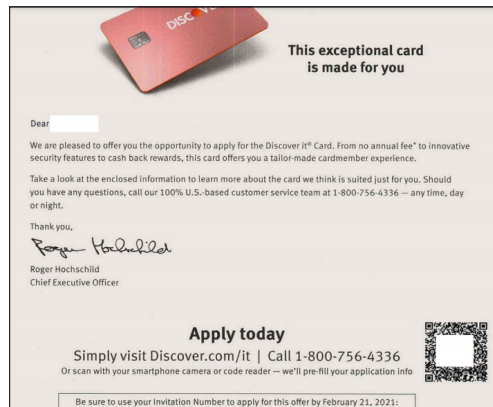 DISCOVE
This exceptional card
is made for you
Dear
We are pleased to offer you the opportunity to apply for the Discover it® Card. From no annual fee* to innovative
security features to cash back rewards, this card offers you a tailor-made cardmember experience.
Take a look at the enclosed information to learn more about the card we think is suited just for you. Should
you have any questions, call our 100% U.S.-based customer service team at 1-800-756-4336 — any time, day
or night.
Thank you,
Roger Hochschild
Roger Hochschild
Chief Executive Officer
Apply today
Simply visit Discover.com/it | Call 1-800-756-4336
Or scan with your smartphone camera or code reader — we'll pre-fill your application info
Be sure to use your Invitation Number to apply for this offer by February 21, 2021: